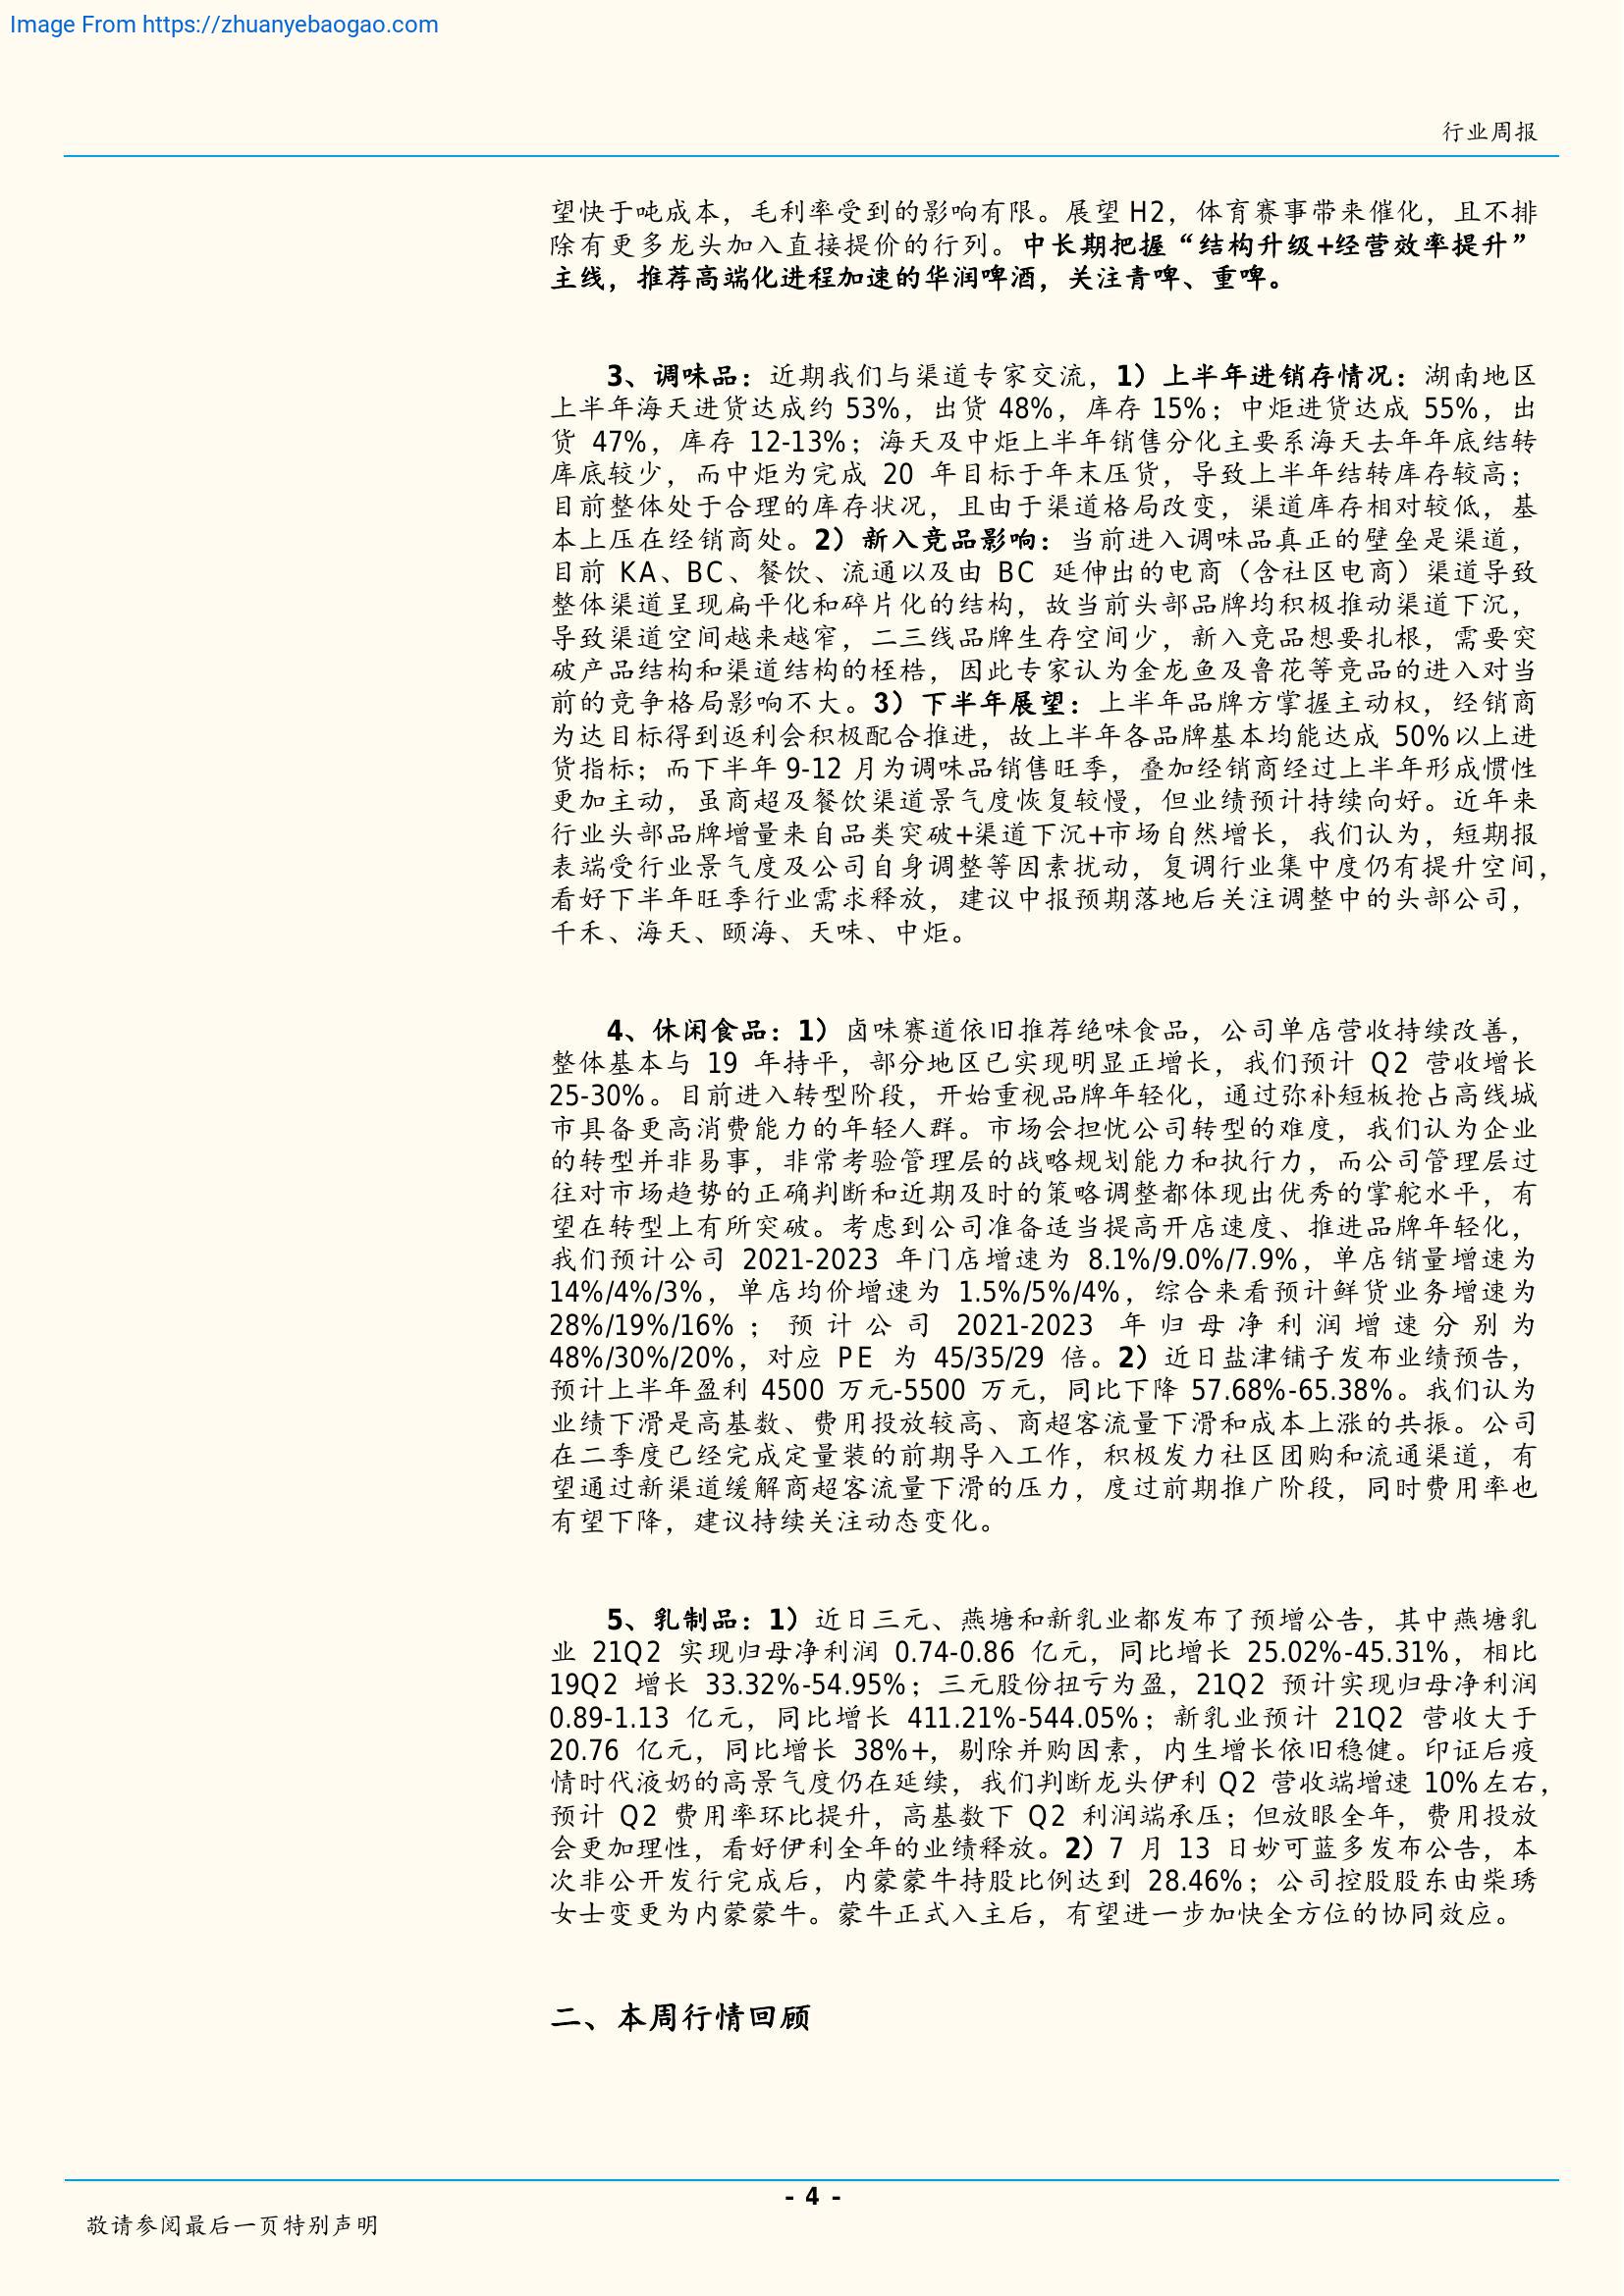 Image From https://zhuanyebaogao.com
行业周报
望快于吨成本，毛利率受到的影响有限。展望 H2，体育赛事带来催化，且不排
除有更多龙头加入直接提价的行列。中长期把握“结构升级+经营效率提升”
主线，推荐高端化进程加速的华润啤酒，关注青啤、重啤。
3、调味品：近期我们与渠道专家交流，1）上半年进销存情况：湖南地区
上半年海天进货达成约 53%，出货 48%，库存 15%；中炬进货达成 55%，出
货 47%，库存 12-13%；海天及中炬上半年销售分化主要系海天去年年底结转
库底较少，而中炬为完成 20 年目标于年末压货，导致上半年结转库存较高；
目前整体处于合理的库存状况，且由于渠道格局改变，渠道库存相对较低，基
本上压在经销商处。2）新入竞品影响：当前进入调味品真正的壁垒是渠道，
目前 KA、BC、餐饮、流通以及由 BC 延伸出的电商（含社区电商）渠道导致
整体渠道呈现扁平化和碎片化的结构，故当前头部品牌均积极推动渠道下沉，
导致渠道空间越来越窄，二三线品牌生存空间少，新入竞品想要扎根，需要突
破产品结构和渠道结构的桎梏，因此专家认为金龙鱼及鲁花等竞品的进入对当
前的竞争格局影响不大。3）下半年展望：上半年品牌方掌握主动权，经销商
为达目标得到返利会积极配合推进，故上半年各品牌基本均能达成 50%以上进
货指标；而下半年 9-12 月为调味品销售旺季，叠加经销商经过上半年形成惯性
更加主动，虽商超及餐饮渠道景气度恢复较慢，但业绩预计持续向好。近年来
行业头部品牌增量来自品类突破+渠道下沉+市场自然增长，我们认为，短期报
表端受行业景气度及公司自身调整等因素扰动，复调行业集中度仍有提升空间，
看好下半年旺季行业需求释放，建议中报预期落地后关注调整中的头部公司，
千禾、海天、颐海、天味、中炬。
4、休闲食品：1）卤味赛道依旧推荐绝味食品，公司单店营收持续改善，
整体基本与 19 年持平，部分地区已实现明显正增长，我们预计 Q2 营收增长
25-30%。目前进入转型阶段，开始重视品牌年轻化，通过弥补短板抢占高线城
市具备更高消费能力的年轻人群。市场会担忧公司转型的难度，我们认为企业
的转型并非易事，非常考验管理层的战略规划能力和执行力，而公司管理层过
往对市场趋势的正确判断和近期及时的策略调整都体现出优秀的掌舵水平，有
望在转型上有所突破。考虑到公司准备适当提高开店速度、推进品牌年轻化，
我们预计公司 2021-2023 年门店增速为 8.1%/9.0%/7.9%，单店销量增速为
14%/4%/3%，单店均价增速为 1.5%/5%/4%，综合来看预计鲜货业务增速为
28%/19%/16%；预计公司 2021-2023 年归母净利润增速分别为
48%/30%/20%，对应 PE 为 45/35/29 倍。2）近日盐津铺子发布业绩预告，
预计上半年盈利 4500 万元-5500 万元，同比下降 57.68%-65.38%。我们认为
业绩下滑是高基数、费用投放较高、商超客流量下滑和成本上涨的共振。公司
在二季度已经完成定量装的前期导入工作，积极发力社区团购和流通渠道，有
望通过新渠道缓解商超客流量下滑的压力，度过前期推广阶段，同时费用率也
有望下降，建议持续关注动态变化。
5、乳制品：1）近日三元、燕塘和新乳业都发布了预增公告，其中燕塘乳
业 21Q2 实现归母净利润 0.74-0.86 亿元，同比增长 25.02%-45.31%，相比
19Q2 增长 33.32%-54.95%；三元股份扭亏为盈，21Q2 预计实现归母净利润
0.89-1.13 亿元，同比增长 411.21%-544.05%；新乳业预计 21Q2 营收大于
20.76 亿元，同比增长 38%+，剔除并购因素，内生增长依旧稳健。印证后疫
情时代液奶的高景气度仍在延续，我们判断龙头伊利 Q2 营收端增速 10%左右，
预计 Q2 费用率环比提升，高基数下 Q2 利润端承压；但放眼全年，费用投放
会更加理性，看好伊利全年的业绩释放。2）7 月 13 日妙可蓝多发布公告，本
次非公开发行完成后，内蒙蒙牛持股比例达到 28.46%；公司控股股东由柴琇
女士变更为内蒙蒙牛。蒙牛正式入主后，有望进一步加快全方位的协同效应。
二、本周行情回顾
- 4 -
敬请参阅最后一页特别声明